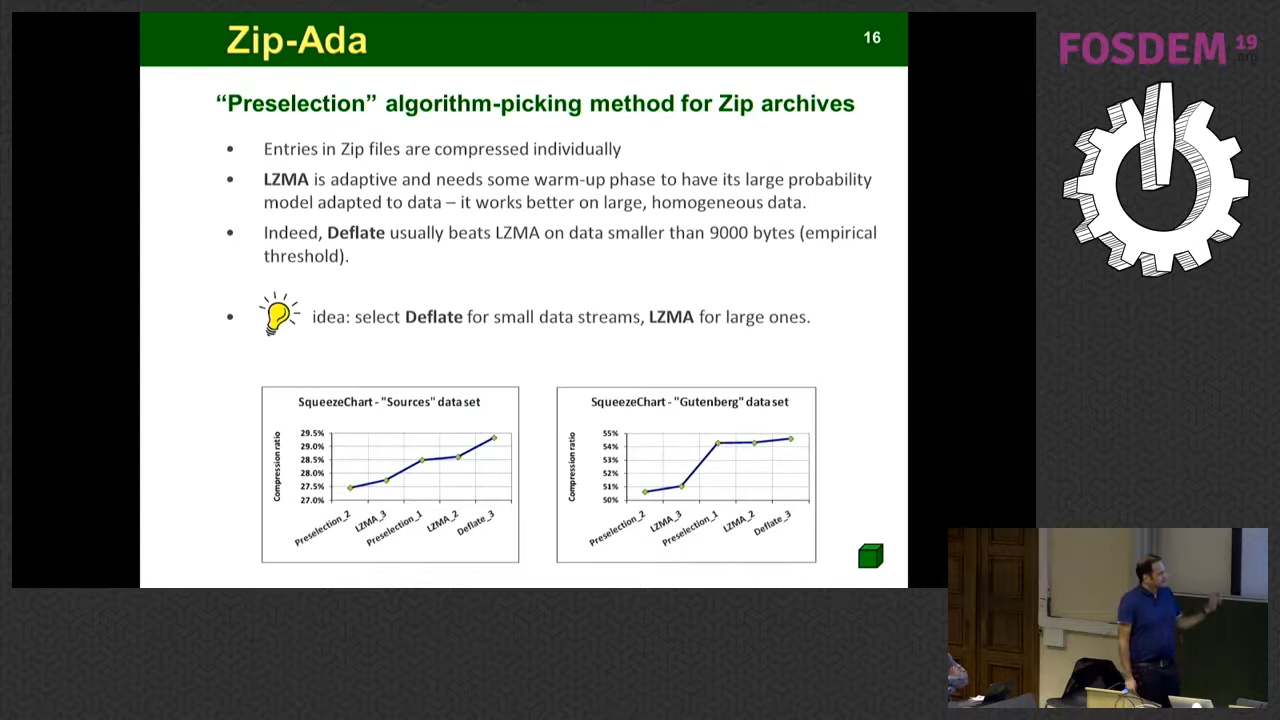 Zip-Ada
16
“Preselection” algorithm-picking method for Zip archives
• Entries in Zip files are compressed individually
• LZMA is adaptive and needs some warm-up phase to have its large probability
model adapted to data – it works better on large, homogeneous data.
• Indeed, Deflate usually beats LZMA on data smaller than 9000 bytes (empirical
threshold).
• idea: select Deflate for small data streams, LZMA for large ones.
SqueezeChart - "Sources" data set
Compression ratio
29.5%
29.0%
28.5%
28.0%
27.5%
27.0%
Preselection_2
LZMA_3
Preselection_1
LZMA_2
Deflate_3
SqueezeChart - "Gutenberg" data set
Compression ratio
55%
54%
53%
52%
51%
50%
Preselection_2
LZMA_3
Preselection_1
LZMA_2
Deflate_3
FOSDEM 19
.org